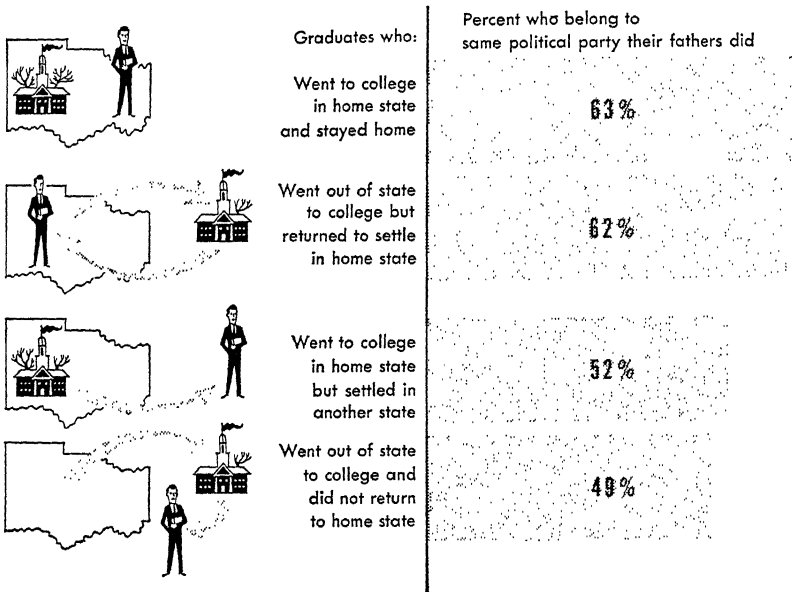 Graduates who:
Percent who belong to
same political party their fathers did
Went to college
in home state
and stayed home
63%
Went out of state
to college but
returned to settle
in home state
62%
Went to college
in home state
but settled in
another state
52%
Went out of state
to college and
did not return
to home state
49%